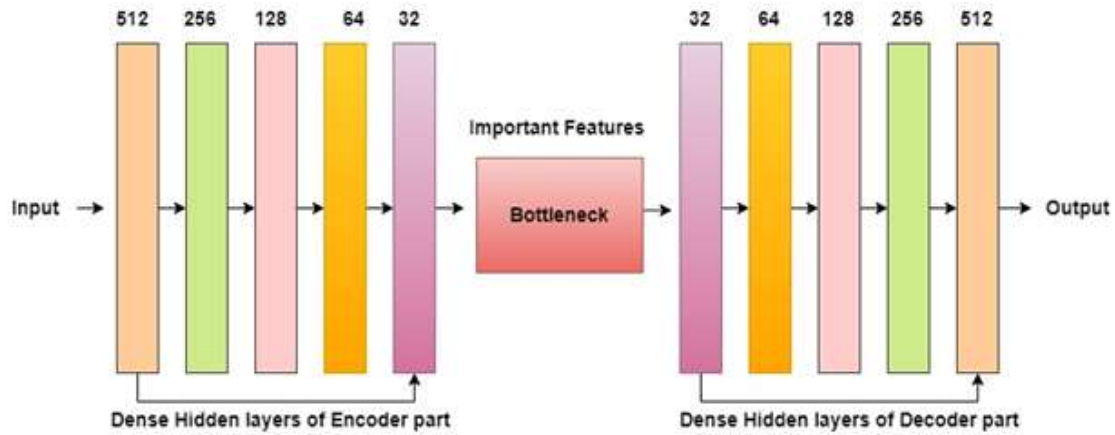 512 256 128 64 32 32 64 128 256 512
Important Features
Input Bottleneck Output
Dense Hidden layers of Encoder part Dense Hidden layers of Decoder part